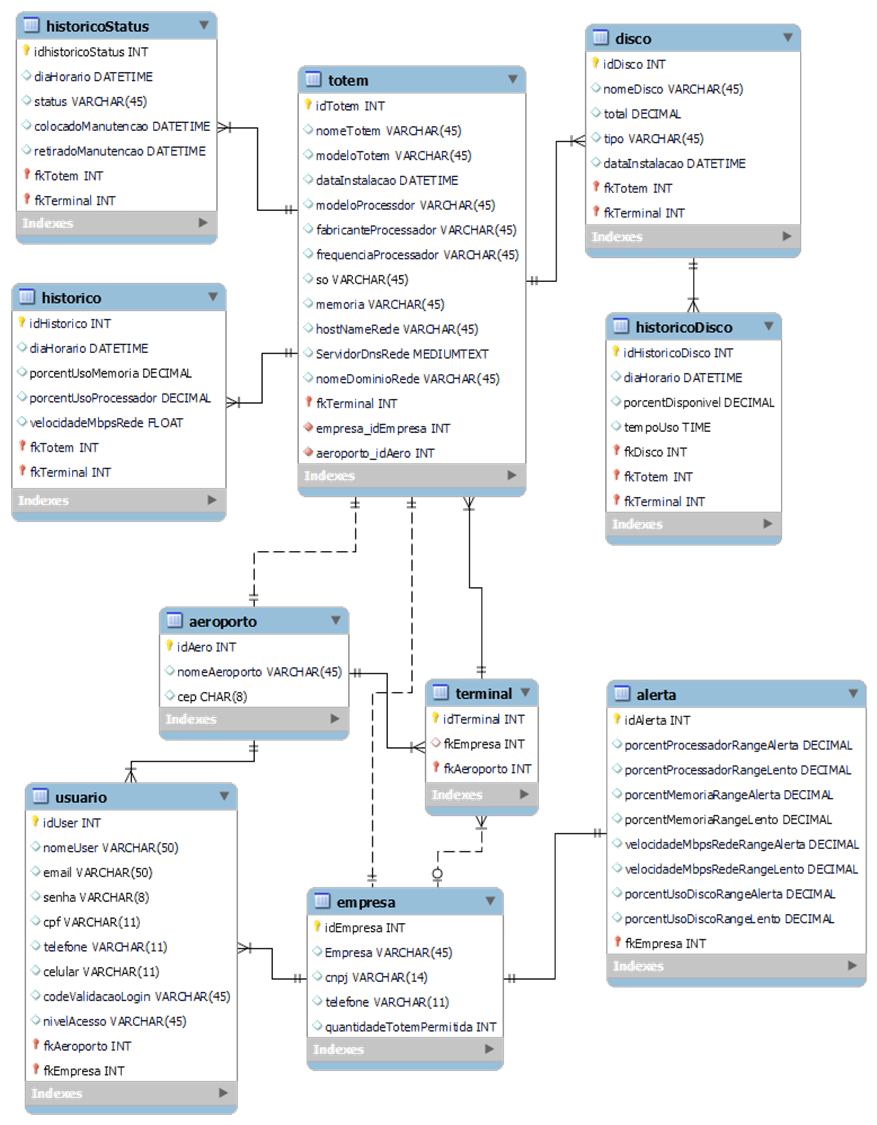 historicoStatus
idhistoricoStatus INT
diaHorario DATETIME
status VARCHAR(45)
colocadoManutencao DATETIME
retiradoManutencao DATETIME
fkTotem INT
fkTerminal INT
Indexes
totem
idTotem INT
nomeTotem VARCHAR(45)
modeloTotem VARCHAR(45)
dataInstalacao DATETIME
modeloProcessdor VARCHAR(45)
fabricanteProcessador VARCHAR(45)
frequenciaProcessador VARCHAR(45)
so VARCHAR(45)
memoria VARCHAR(45)
hostNameRede VARCHAR(45)
ServidorDnsRede MEDIUMTEXT
nomeDominioRede VARCHAR(45)
fkTerminal INT
empresa_idEmpresa INT
aeroporto_idAero INT
Indexes
disco
idDisco INT
nomeDisco VARCHAR(45)
total DECIMAL
tipo VARCHAR(45)
dataInstalacao DATETIME
fkTotem INT
fkTerminal INT
Indexes
historico
idHistorico INT
diaHorario DATETIME
porcentUsoMemoria DECIMAL
porcentUsoProcessador DECIMAL
velocidadeMbpsRede FLOAT
fkTotem INT
fkTerminal INT
Indexes
historicoDisco
idHistoricoDisco INT
diaHorario DATETIME
porcentDisponivel DECIMAL
tempoUso TIME
fkDisco INT
fkTotem INT
fkTerminal INT
Indexes
aeroporto
idAero INT
nomeAeroporto VARCHAR(45)
cep CHAR(8)
Indexes
terminal
idTerminal INT
fkEmpresa INT
fkAeroporto INT
Indexes
alerta
idAlerta INT
porcentProcessadorRangeAlerta DECIMAL
porcentProcessadorRangeLento DECIMAL
porcentMemoriaRangeAlerta DECIMAL
porcentMemoriaRangeLento DECIMAL
velocidadeMbpsRedeRangeAlerta DECIMAL
velocidadeMbpsRedeRangeLento DECIMAL
porcentUsoDiscoRangeAlerta DECIMAL
porcentUsoDiscoRangeLento DECIMAL
fkEmpresa INT
Indexes
usuario
idUser INT
nomeUser VARCHAR(50)
email VARCHAR(50)
senha VARCHAR(8)
cpf VARCHAR(11)
telefone VARCHAR(11)
celular VARCHAR(11)
codeValidacaoLogin VARCHAR(45)
nivelAcesso VARCHAR(45)
fkAeroporto INT
fkEmpresa INT
Indexes
empresa
idEmpresa INT
Empresa VARCHAR(45)
cnpj VARCHAR(14)
telefone VARCHAR(11)
quantidadeTotemPermitida INT
Indexes